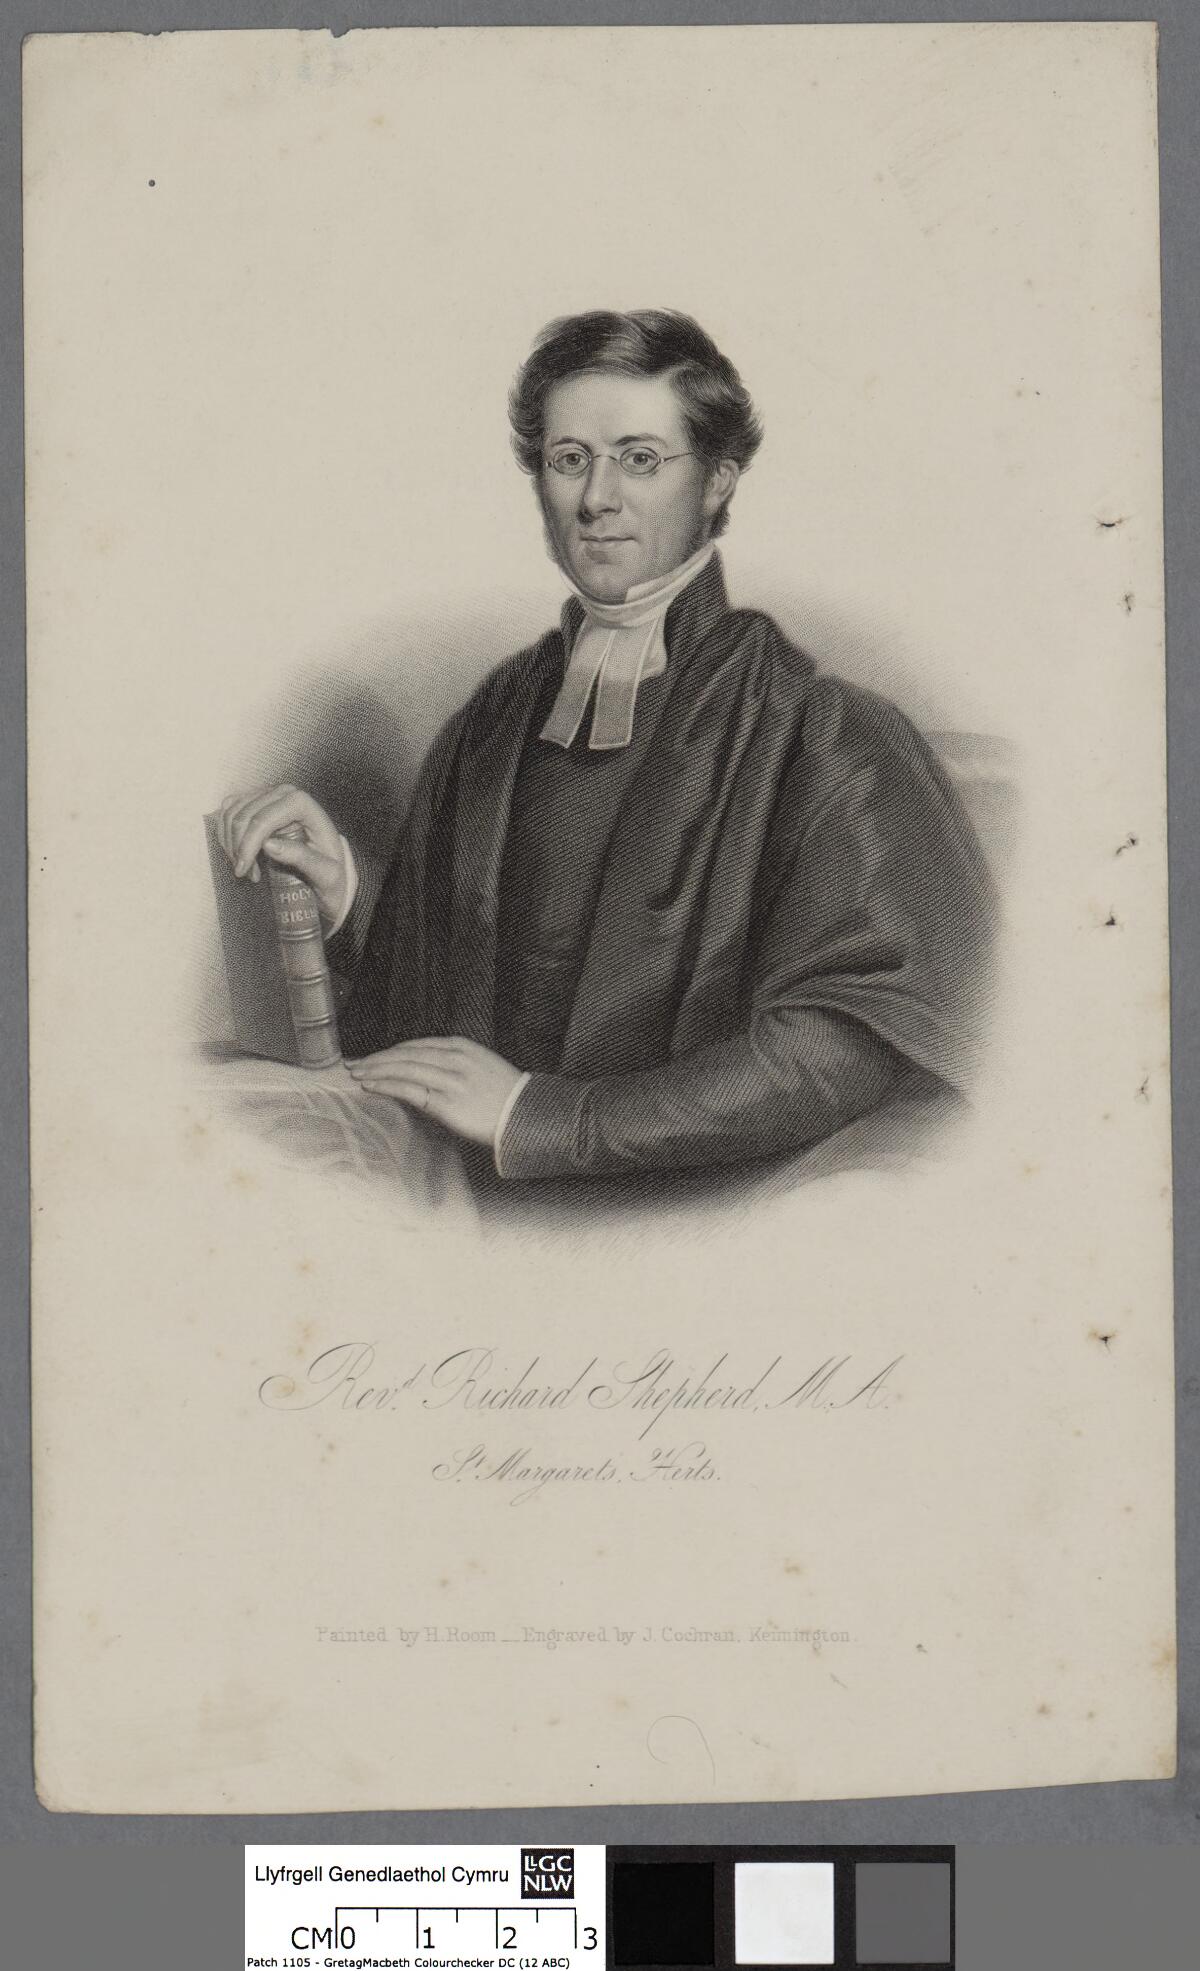 HOLY
BIBLE
Revd. Richard Shepherd, M.A.
St. Margarets, Herts.
Painted by H. Room — Engraved by J. Cochran, Kennington.
Llyfrgell Genedlaethol Cymru
LLGC
NLW
CM 0 1 2 3
Patch 1105 - GretagMacbeth Colourchecker DC (12 ABC)